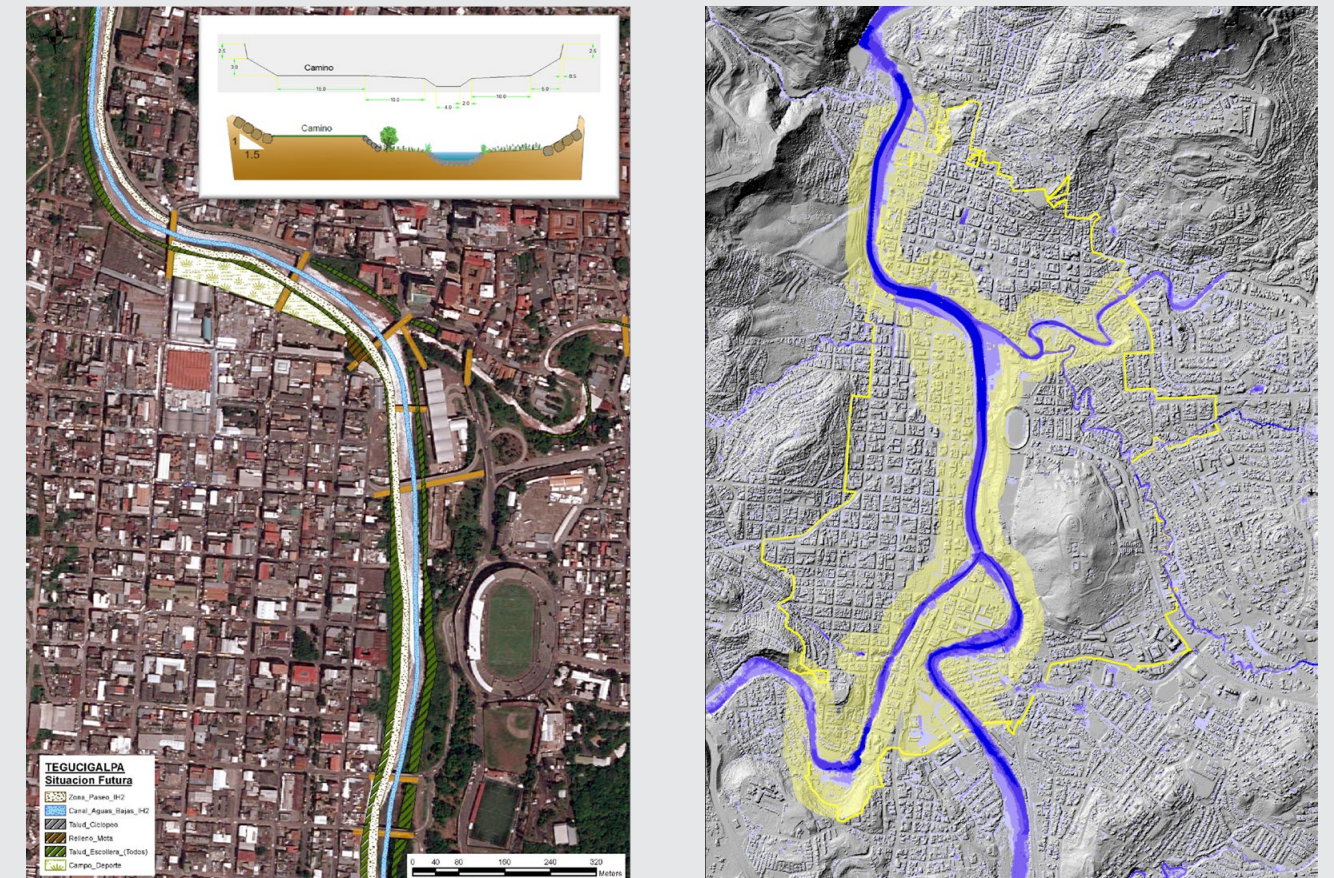 Camino
2.5
2.5
3.0
0.5
15.0
10.0
4.0
2.0
10.0
5.0
Camino
1
1.5
TEGUCIGALPA
Situacion Futura
Zona_Paseo_IH2
Canal_Aguas_Bajas_IH2
Talud_Ciclopeo
Relleno_Mota
Talud_Escollera_(Todos)
Campo_Deporte
0 40 80 160 240 320
Meters